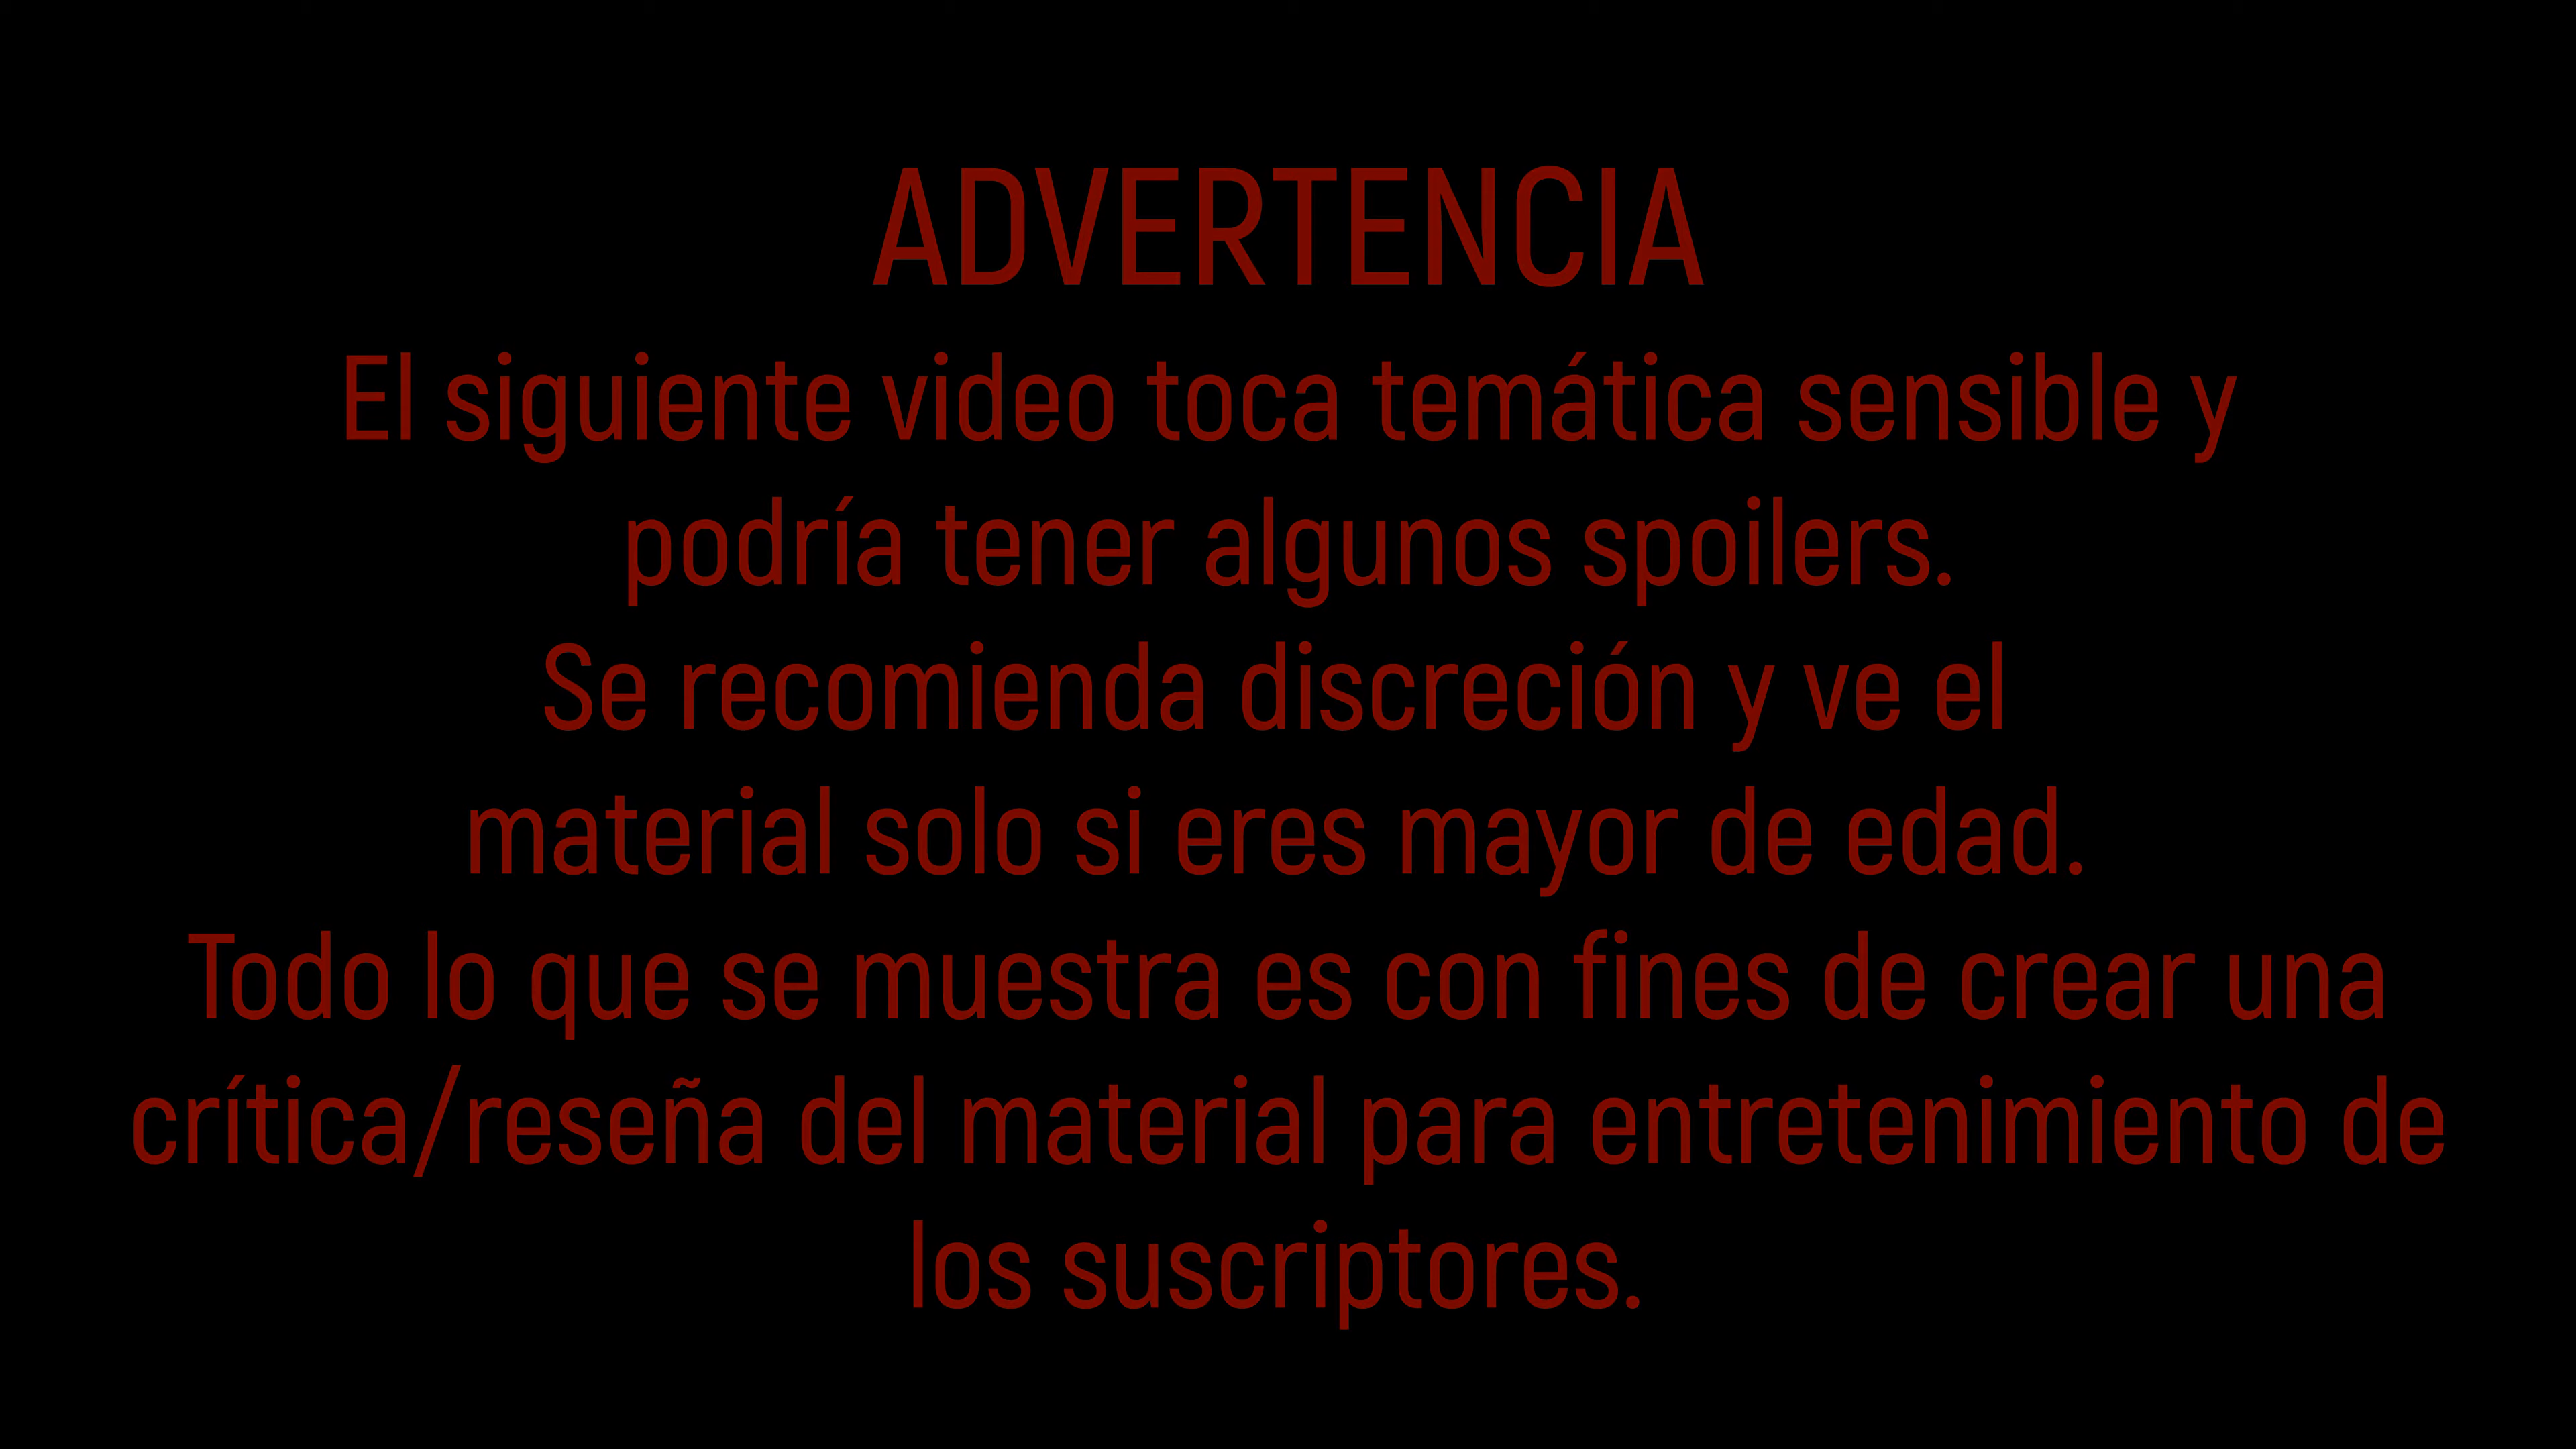 ADVERTENCIA
El siguiente video toca temática sensible y
podría tener algunos spoilers.
Se recomienda discreción y ve el
material solo si eres mayor de edad.
Todo lo que se muestra es con fines de crear una
crítica/reseña del material para entretenimiento de
los suscriptores.